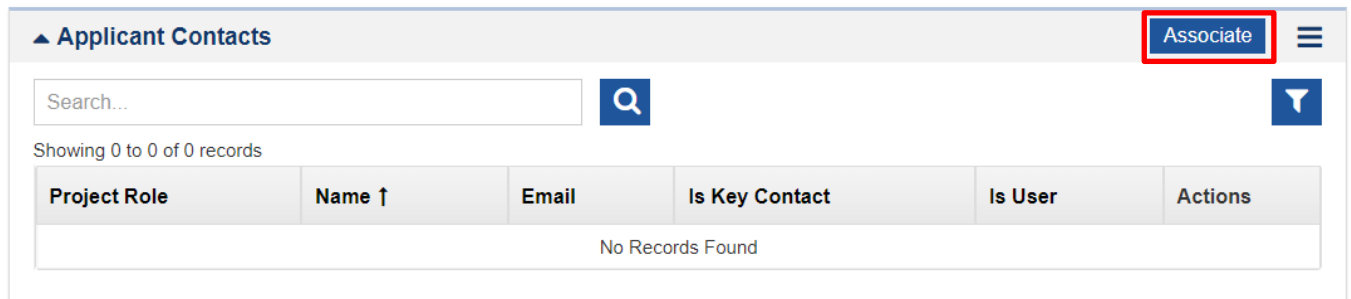 Applicant Contacts
Associate
Search...
Showing 0 to 0 of 0 records
Project Role Name ↑ Email Is Key Contact Is User Actions
No Records Found